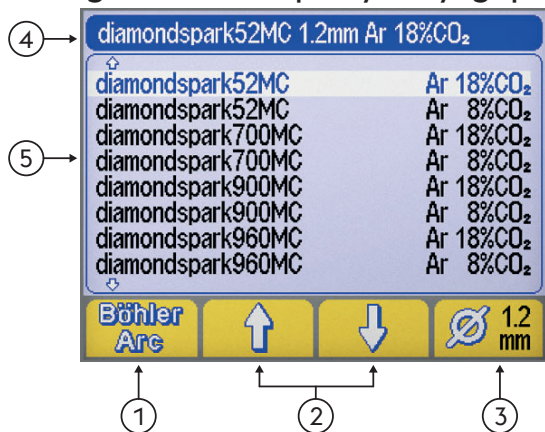 4
diamondspark52MC 1.2mm Ar 18%CO₂
5
diamondspark52MC Ar 18%CO₂
diamondspark52MC Ar 8%CO₂
diamondspark700MC Ar 18%CO₂
diamondspark700MC Ar 8%CO₂
diamondspark900MC Ar 18%CO₂
diamondspark900MC Ar 8%CO₂
diamondspark960MC Ar 18%CO₂
diamondspark960MC Ar 8%CO₂
Böhler
Arc
1.2
mm
1
2
3